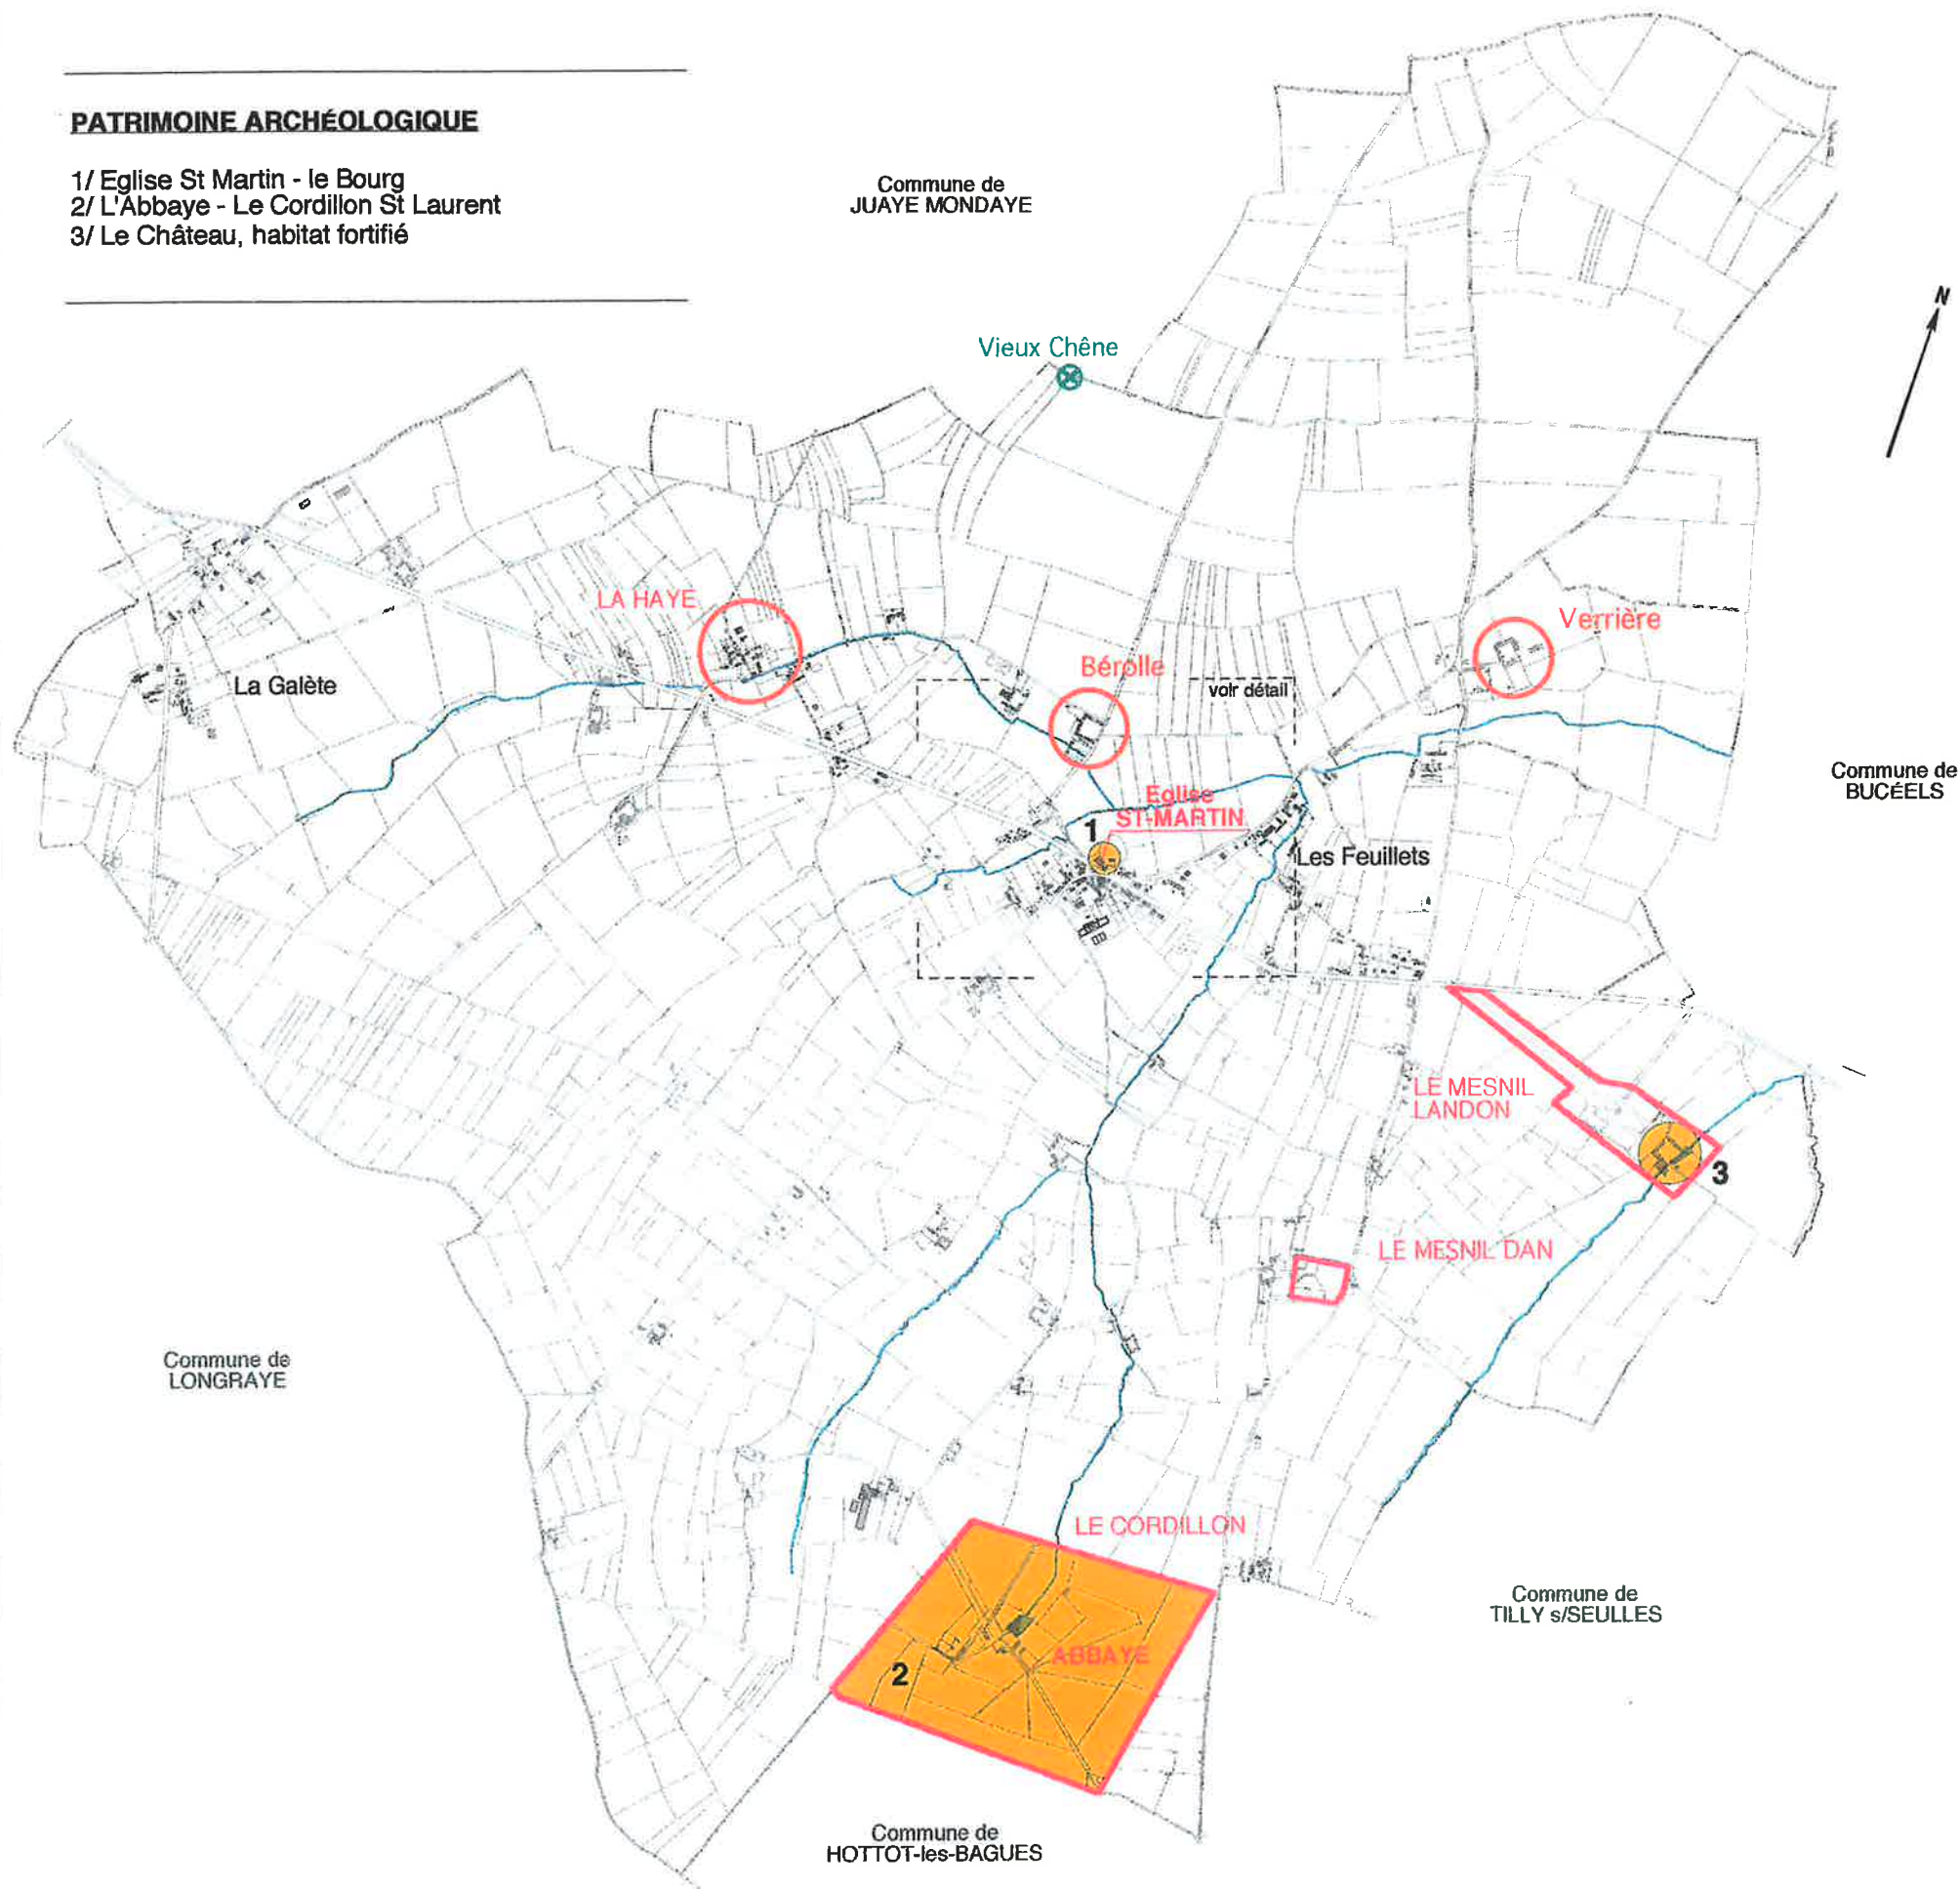 PATRIMOINE ARCHÉOLOGIQUE
1/ Eglise St Martin - le Bourg
2/ L'Abbaye - Le Cordillon St Laurent
3/ Le Château, habitat fortifié
Commune de
JUAYE MONDAYE
N
Vieux Chêne
LA HAYE
Verrière
La Galète
Bérolle
voir détail
Commune de
BUCÉELS
Eglise
ST-MARTIN
1
Les Feuillets
LE MESNIL
LANDON
3
LE MESNIL DAN
Commune de
LONGRAYE
LE CORDILLON
Commune de
TILLY s/SEULLES
ABBAYE
2
Commune de
HOTTOT-les-BAGUES